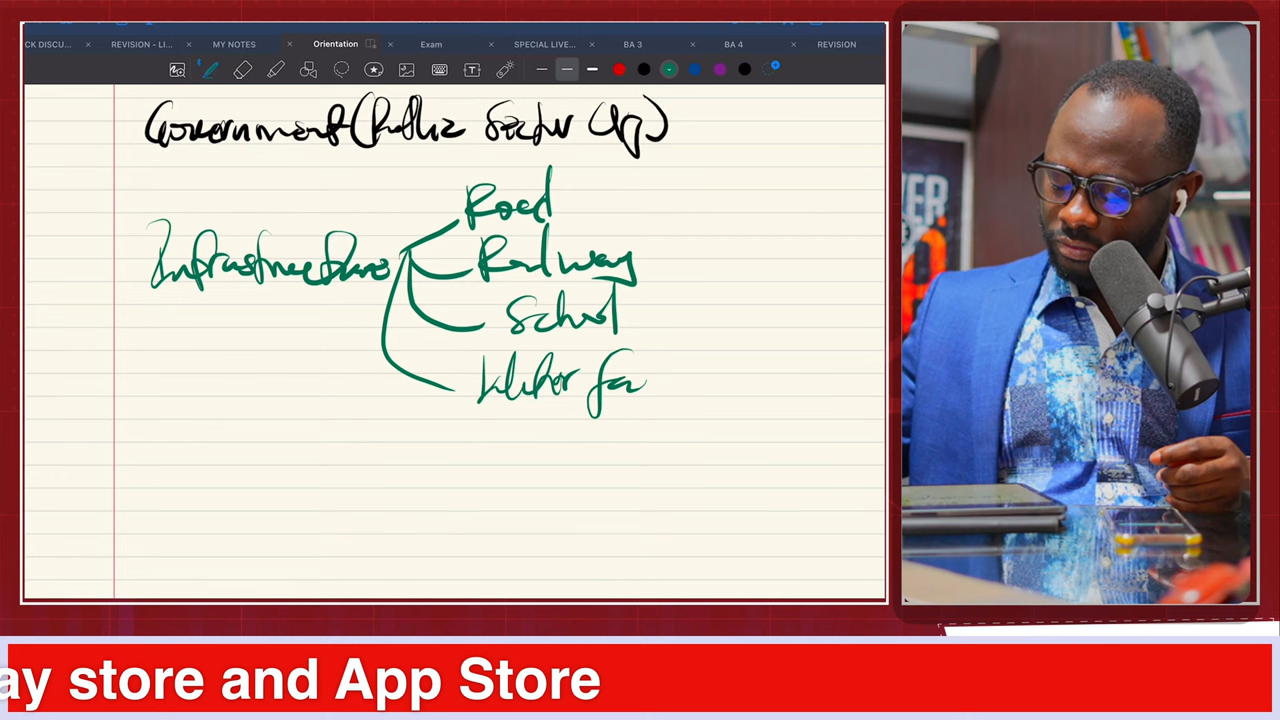 CK DISCU... × REVISION - LI... × MY NOTES × Orientation × Exam × SPECIAL LIVE... × BA 3 × BA 4 × REVISION
Government (Public Sector Org)
Infrastructure
Road
Railway
School
ay store and App Store